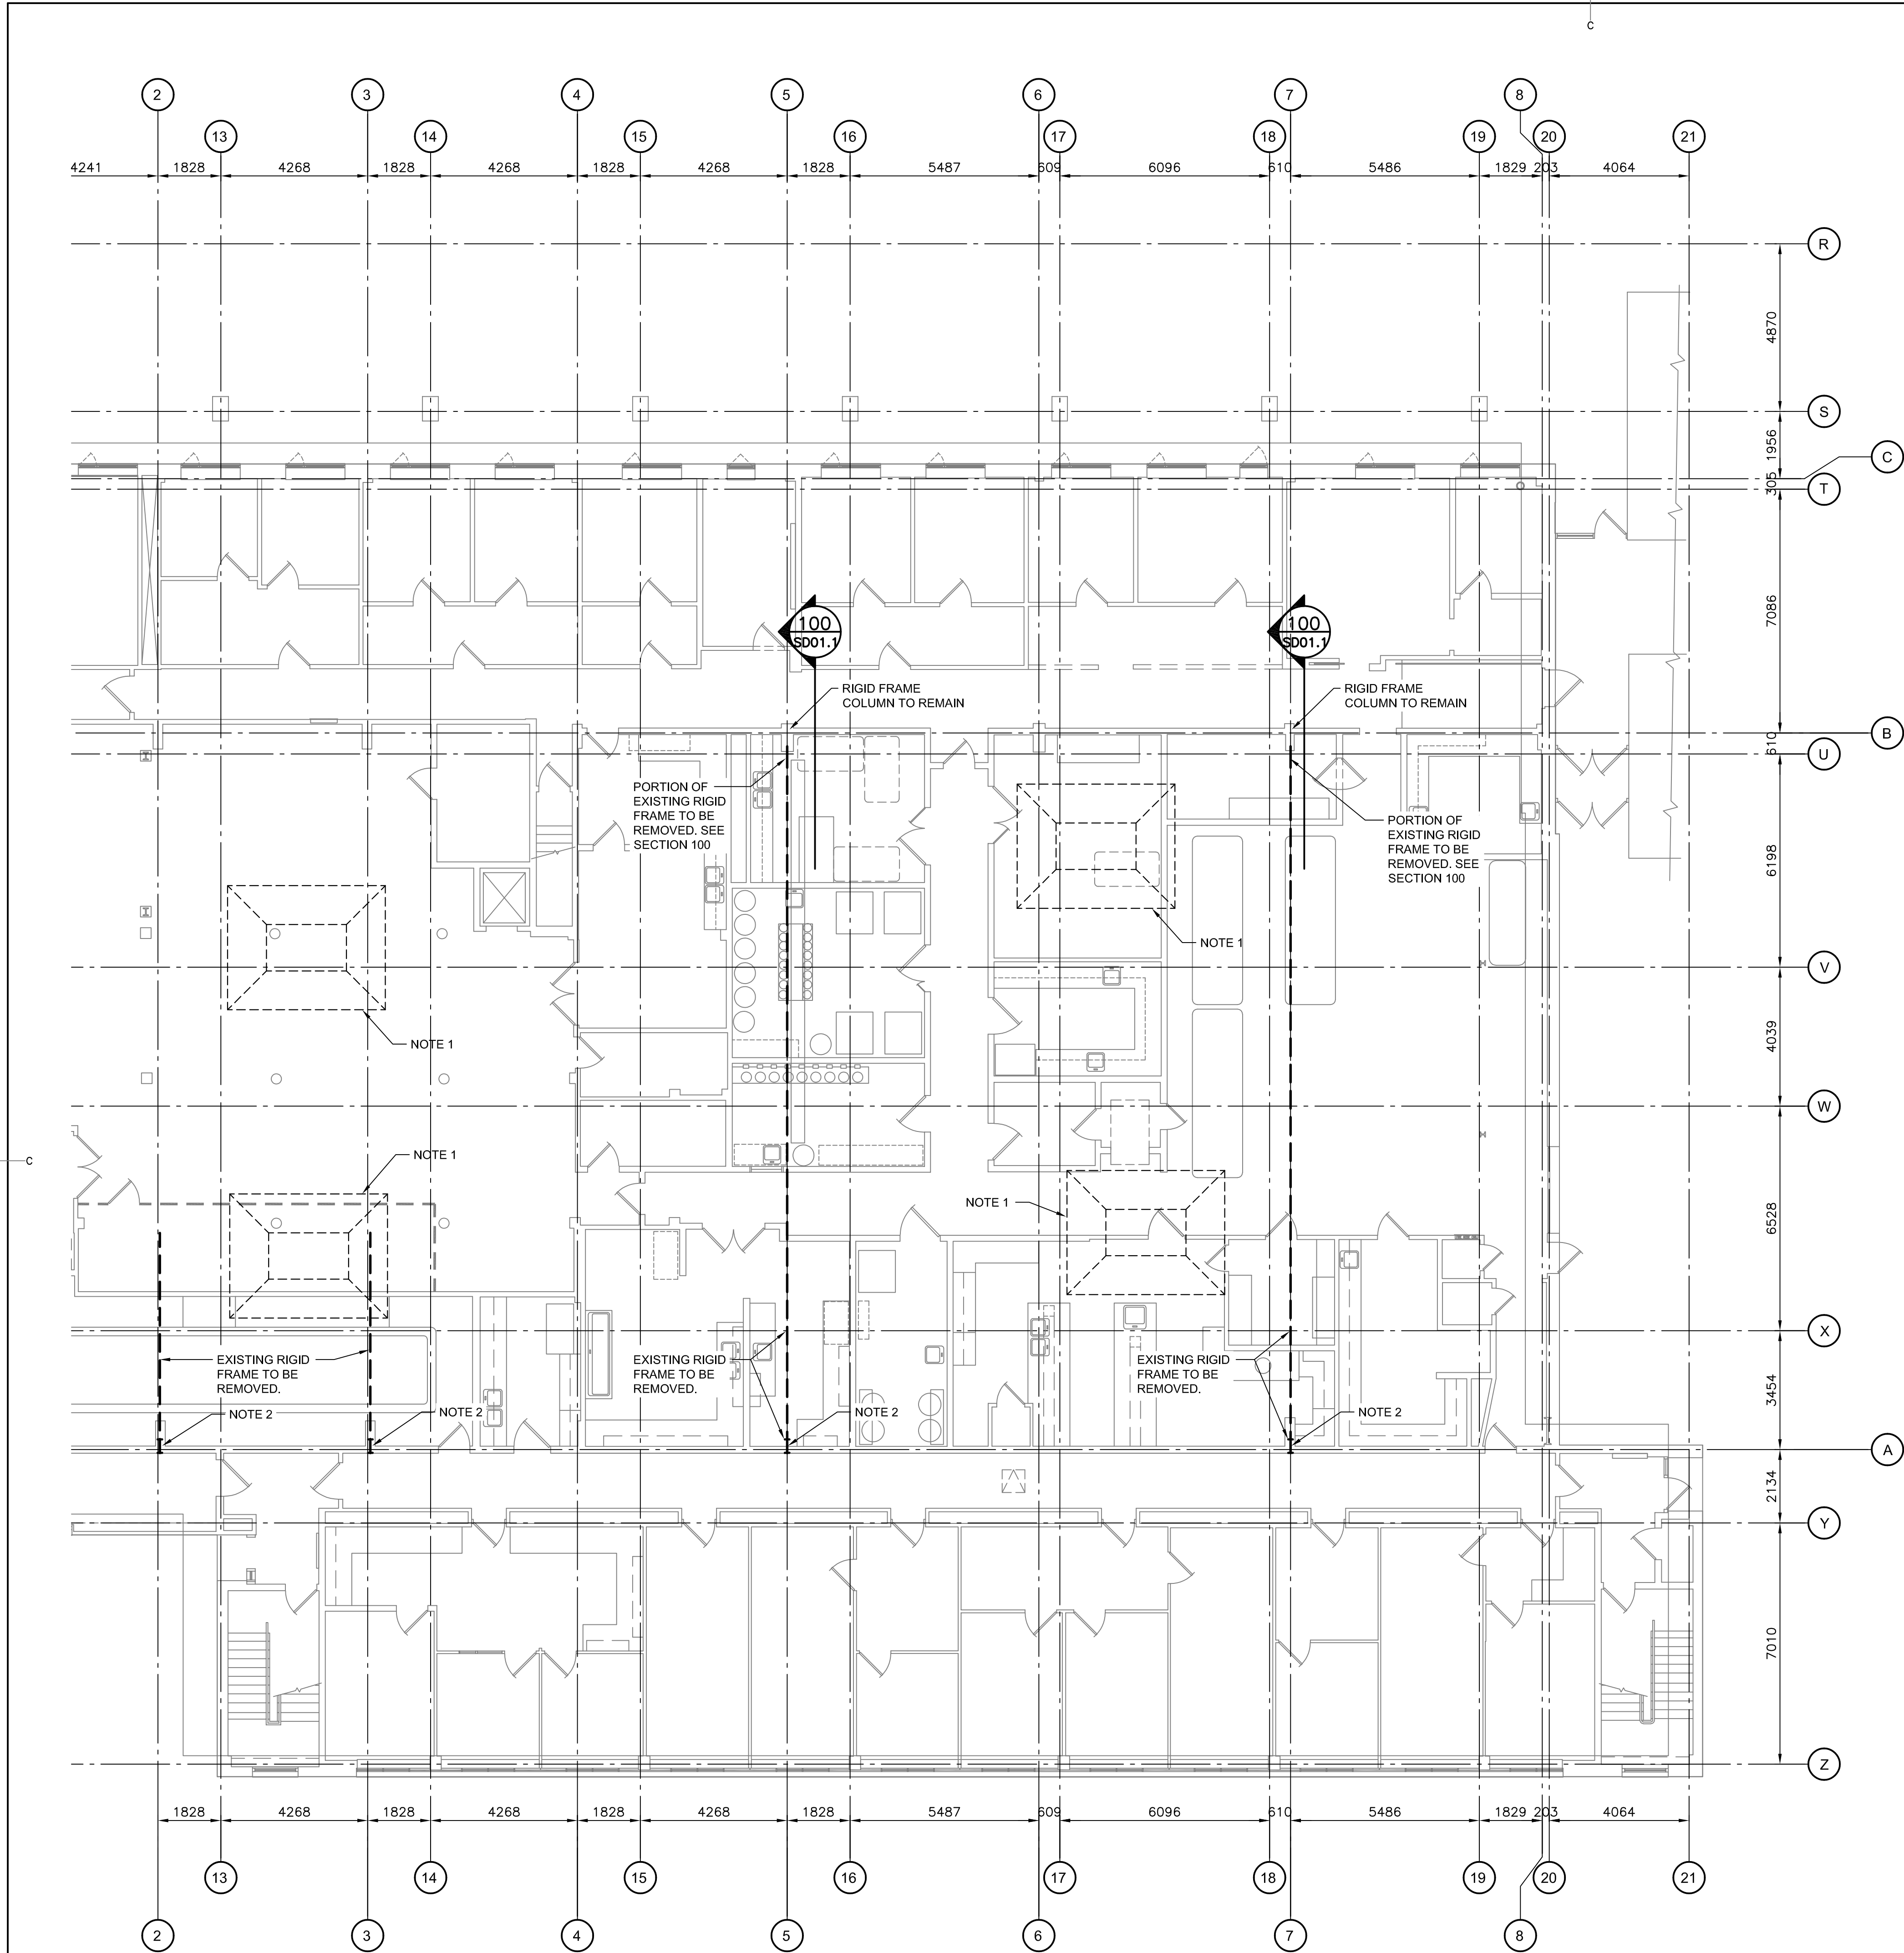 C
2
3
4
5
6
7
8
13
14
15
16
17
18
19
20
21
4241
1828
4268
1828
4268
1828
4268
1828
5487
609
6096
610
5486
1829
203
4064
R
4870
S
1956
C
305
T
7086
100
SD01.1
100
SD01.1
RIGID FRAME
COLUMN TO REMAIN
RIGID FRAME
COLUMN TO REMAIN
B
610
U
PORTION OF
EXISTING RIGID
FRAME TO BE
REMOVED. SEE
SECTION 100
PORTION OF
EXISTING RIGID
FRAME TO BE
REMOVED. SEE
SECTION 100
6198
NOTE 1
V
NOTE 1
4039
W
C
NOTE 1
NOTE 1
6528
X
EXISTING RIGID
FRAME TO BE
REMOVED.
EXISTING RIGID
FRAME TO BE
REMOVED.
EXISTING RIGID
FRAME TO BE
REMOVED.
3454
NOTE 2
NOTE 2
NOTE 2
NOTE 2
A
2134
Y
7010
Z
1828
4268
1828
4268
1828
4268
1828
5487
609
6096
610
5486
1829
203
4064
13
14
15
16
17
18
19
20
21
2
3
4
5
6
7
8